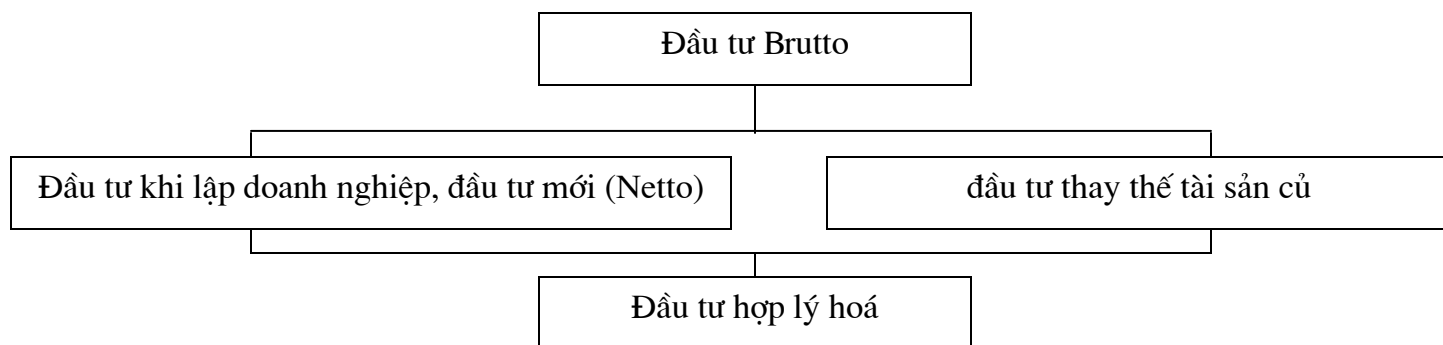 Đầu tư Brutto
Đầu tư khi lập doanh nghiệp, đầu tư mới (Netto)
đầu tư thay thế tài sản củ
Đầu tư hợp lý hoá